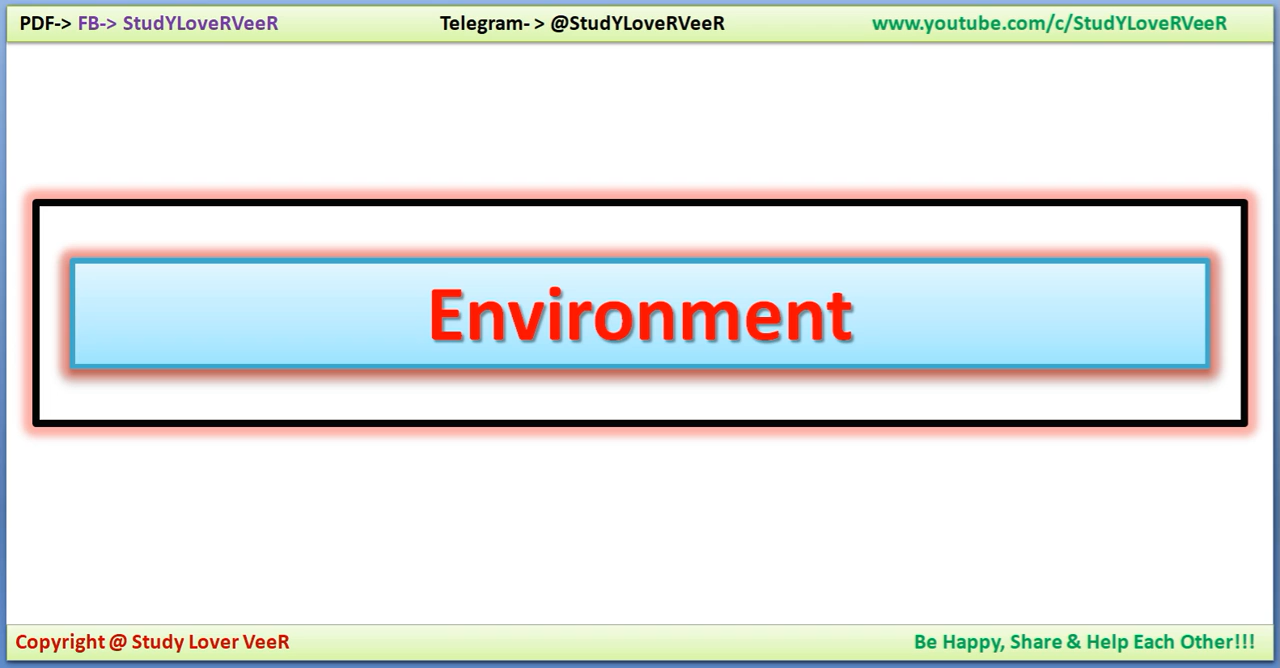 PDF-> FB-> StudYLoveRVeeR Telegram- > @StudYLoveRVeeR www.youtube.com/c/StudYLoveRVeeR
Environment
Copyright @ Study Lover VeeR Be Happy, Share & Help Each Other!!!